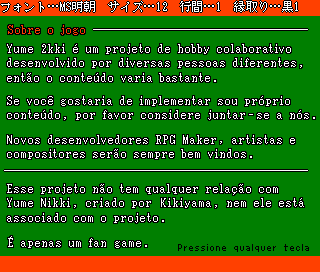 フォント…MS明朝　サイズ…12　行間…1　縁取り…黒1
Sobre o jogo
Yume 2kki é um projeto de hobby colaborativo
desenvolvido por diversas pessoas diferentes,
então o conteúdo varia bastante.
Se você gostaria de implementar seu próprio
conteúdo, por favor considere juntar-se a nós.
Novos desenvolvedores RPG Maker, artistas e
compositores serão sempre bem vindos.
Esse projeto não tem qualquer relação com
Yume Nikki, criado por Kikiyama, nem ele está
associado com o projeto.
É apenas um fan game.
Pressione qualquer tecla